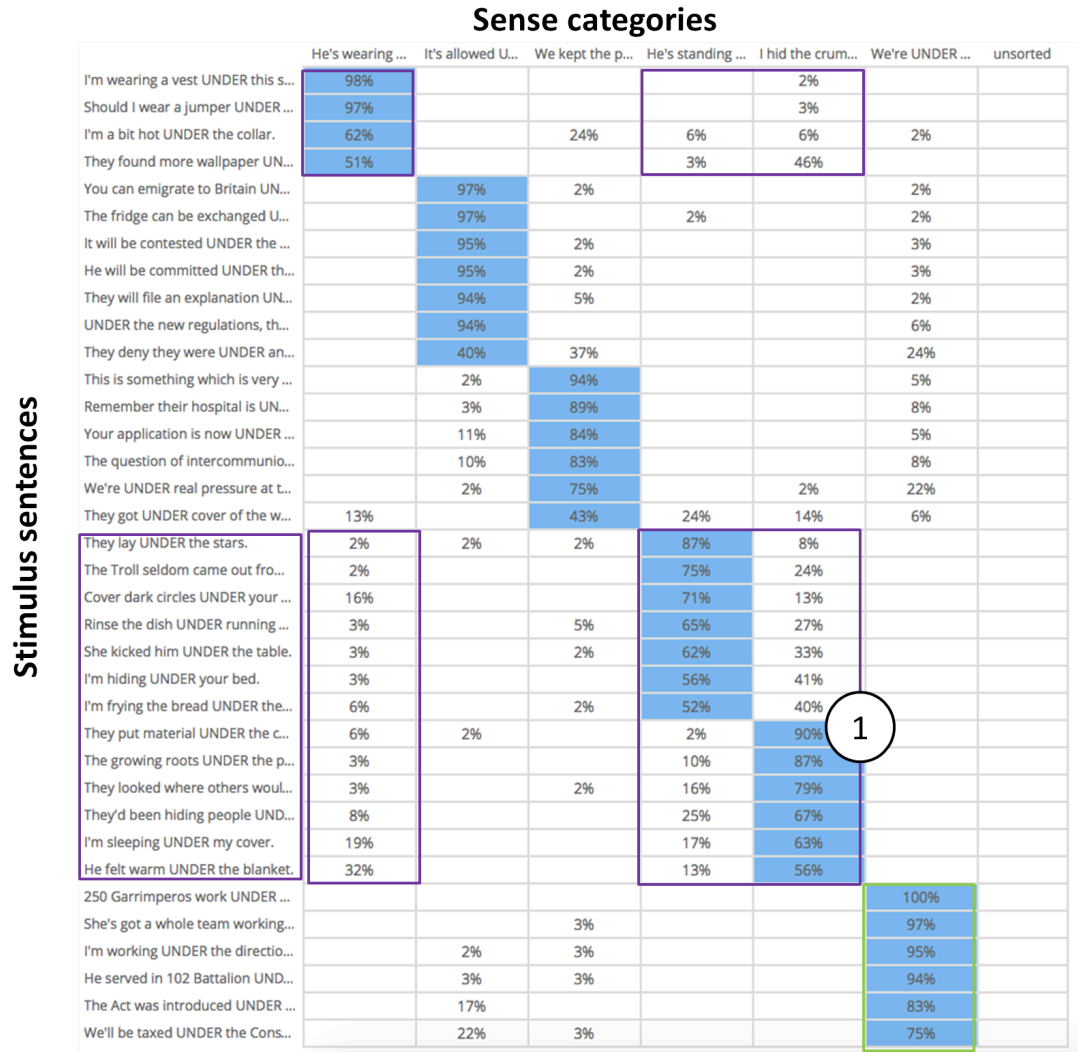 Sense categories
He's wearing ... It's allowed U... We kept the p... He's standing ... I hid the crum... We're UNDER ... unsorted
I'm wearing a vest UNDER this s... 98% 2%
Should I wear a jumper UNDER ... 97% 3%
I'm a bit hot UNDER the collar. 62% 24% 6% 6% 2%
They found more wallpaper UN... 51% 3% 46%
You can emigrate to Britain UN... 97% 2% 2%
The fridge can be exchanged U... 97% 2% 2%
It will be contested UNDER the ... 95% 2% 3%
He will be committed UNDER th... 95% 2% 3%
They will file an explanation UN... 94% 5% 2%
UNDER the new regulations, th... 94% 6%
They deny they were UNDER an... 40% 37% 24%
This is something which is very ... 2% 94% 5%
Remember their hospital is UN... 3% 89% 8%
Your application is now UNDER ... 11% 84% 5%
The question of intercommunio... 10% 83% 8%
We're UNDER real pressure at t... 2% 75% 2% 22%
They got UNDER cover of the w... 13% 43% 24% 14% 6%
They lay UNDER the stars. 2% 2% 2% 87% 8%
The Troll seldom came out fro... 2% 75% 24%
Cover dark circles UNDER your ... 16% 71% 13%
Rinse the dish UNDER running ... 3% 5% 65% 27%
She kicked him UNDER the table. 3% 2% 62% 33%
I'm hiding UNDER your bed. 3% 56% 41%
I'm frying the bread UNDER the... 6% 2% 52% 40%
They put material UNDER the c... 6% 2% 2% 90% 1
The growing roots UNDER the p... 3% 10% 87%
They looked where others woul... 3% 2% 16% 79%
They'd been hiding people UND... 8% 25% 67%
I'm sleeping UNDER my cover. 19% 17% 63%
He felt warm UNDER the blanket. 32% 13% 56%
250 Garrimperos work UNDER ... 100%
She's got a whole team working... 3% 97%
I'm working UNDER the directio... 2% 3% 95%
He served in 102 Battalion UND... 3% 3% 94%
The Act was introduced UNDER ... 17% 83%
We'll be taxed UNDER the Cons... 22% 3% 75%
Stimulus sentences